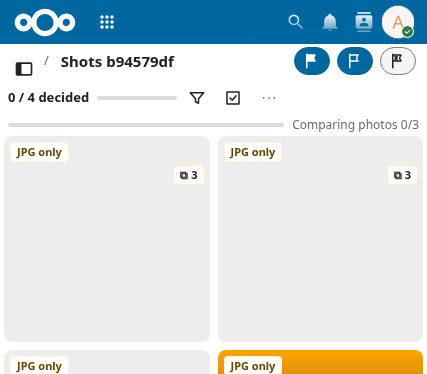 A
/ Shots b94579df
0 / 4 decided
Comparing photos 0/3
JPG only
3
JPG only
3
JPG only
JPG only